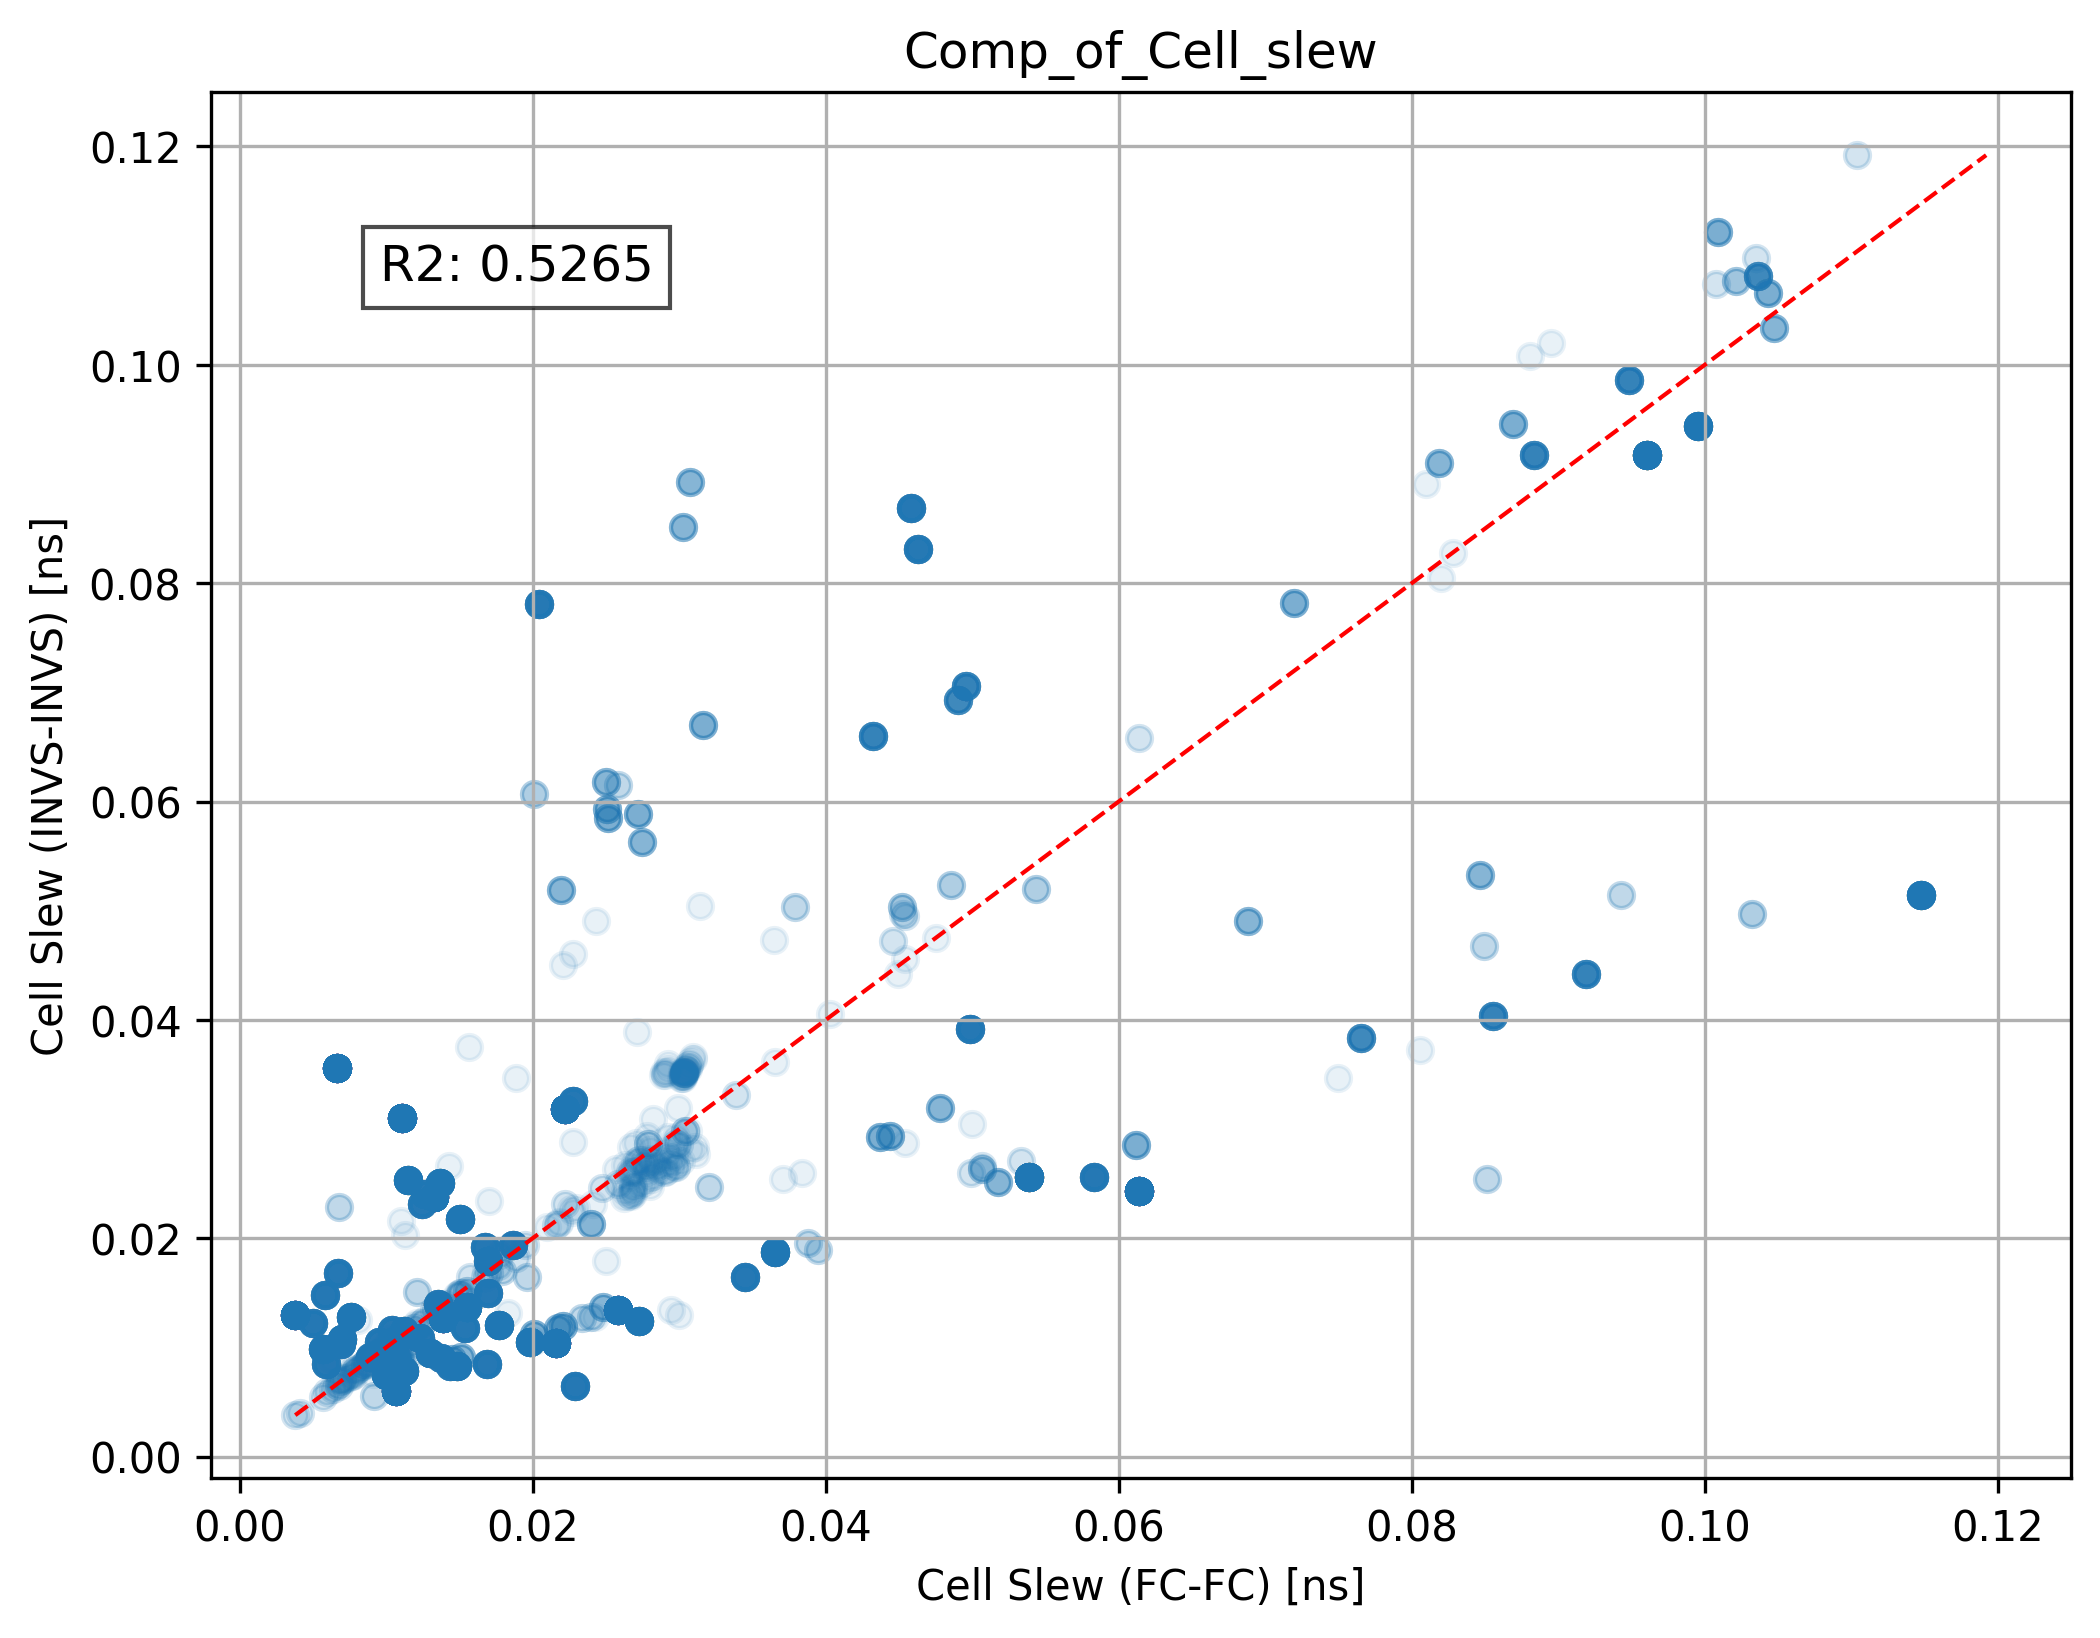 Comp_of_Cell_slew
R2: 0.5265
Cell Slew (INVS-INVS) [ns]
0.12
0.10
0.08
0.06
0.04
0.02
0.00
0.00 0.02 0.04 0.06 0.08 0.10 0.12
Cell Slew (FC-FC) [ns]